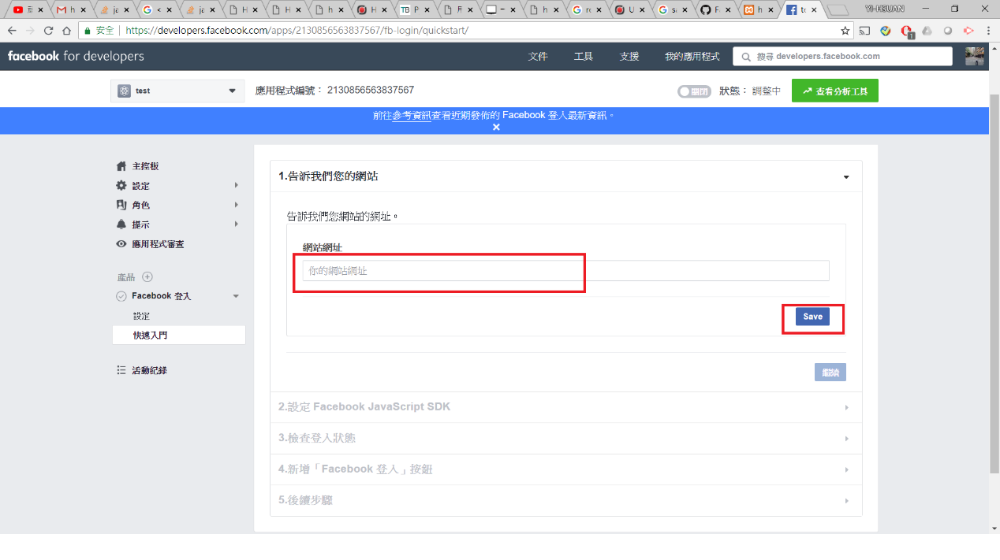 YI-HSUAN
安全 | https://developers.facebook.com/apps/2130856563837567/fb-login/quickstart/
facebook for developers 文件 工具 支援 我的應用程式 搜尋 developers.facebook.com
test 應用程式編號： 2130856563837567 關閉 狀態： 調整中 查看分析工具
前往參考資訊查看近期發佈的 Facebook 登入最新資訊。
主控板
設定
角色
提示
應用程式審查
產品
Facebook 登入
設定
快速入門
活動紀錄
1.告訴我們您的網站
告訴我們您網站的網址。
網站網址
你的網站網址
Save
繼續
2.設定 Facebook JavaScript SDK
3.檢查登入狀態
4.新增「Facebook 登入」按鈕
5.後續步驟